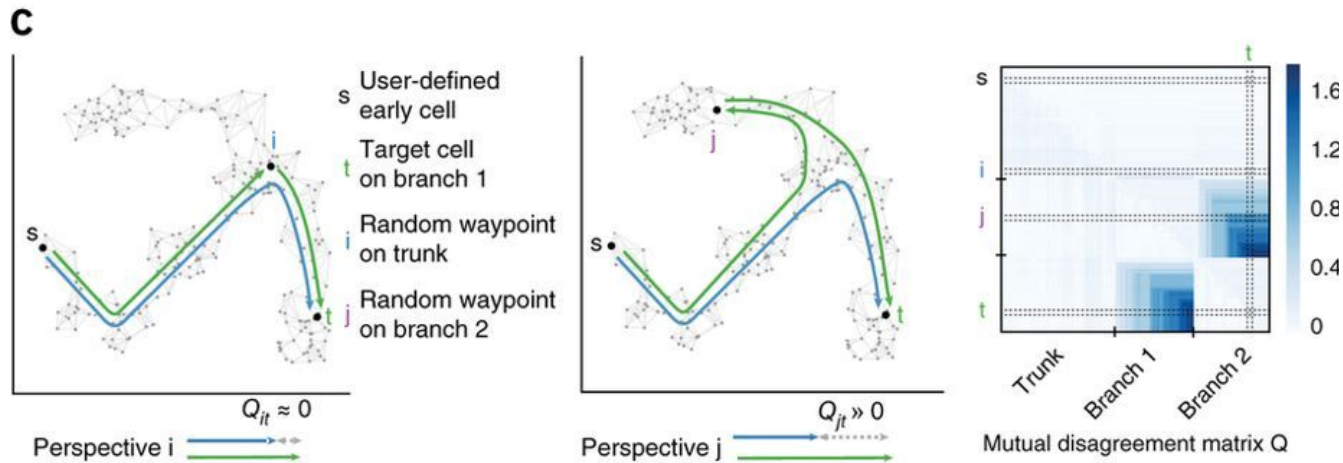 C
s User-defined
early cell
t Target cell
on branch 1
i Random waypoint
on trunk
j Random waypoint
on branch 2
s
i
t
Q_it ≈ 0
Perspective i
j
s
t
Q_jt » 0
Perspective j
t
s
i
j
t
1.6
1.2
0.8
0.4
0
Trunk
Branch 1
Branch 2
Mutual disagreement matrix Q